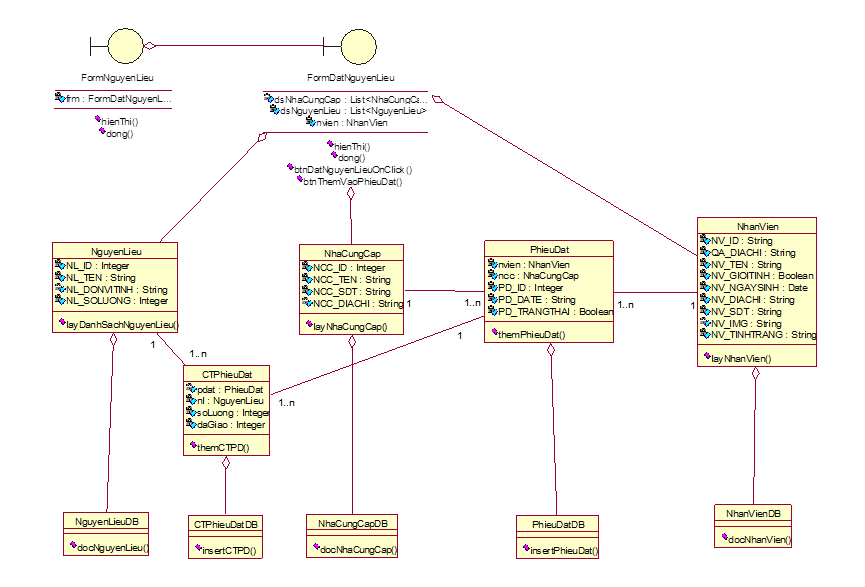 FormNguyenLieu
frm : FormDatNguyenL...
hienThi()
dong()
FormDatNguyenLieu
dsNhaCungCap : List<NhaCungCa...
dsNguyenLieu : List<NguyenLieu>
nvien : NhanVien
hienThi()
dong()
btnDatNguyenLieuOnClick()
btnThemVaoPhieuDat()
NguyenLieu
NL_ID : Integer
NL_TEN : String
NL_DONVITINH : String
NL_SOLUONG : Integer
layDanhSachNguyenLieu()
NhaCungCap
NCC_ID : Integer
NCC_TEN : String
NCC_SDT : String
NCC_DIACHI : String
layNhaCungCap()
PhieuDat
nvien : NhanVien
ncc : NhaCungCap
PD_ID : Integer
PD_DATE : String
PD_TRANGTHAI : Boolean
themPhieuDat()
NhanVien
NV_ID : String
QA_DIACHI : String
NV_TEN : String
NV_GIOITINH : Boolean
NV_NGAYSINH : Date
NV_DIACHI : String
NV_SDT : String
NV_IMG : String
NV_TINHTRANG : String
layNhanVien()
1
1..n
1..n
1
1
1..n
1
1..n
CTPhieuDat
pdat : PhieuDat
nl : NguyenLieu
soLuong : Integer
daGiao : Integer
themCTPD()
NguyenLieuDB
docNguyenLieu()
CTPhieuDatDB
insertCTPD()
NhaCungCapDB
docNhaCungCap()
PhieuDatDB
insertPhieuDat()
NhanVienDB
docNhanVien()